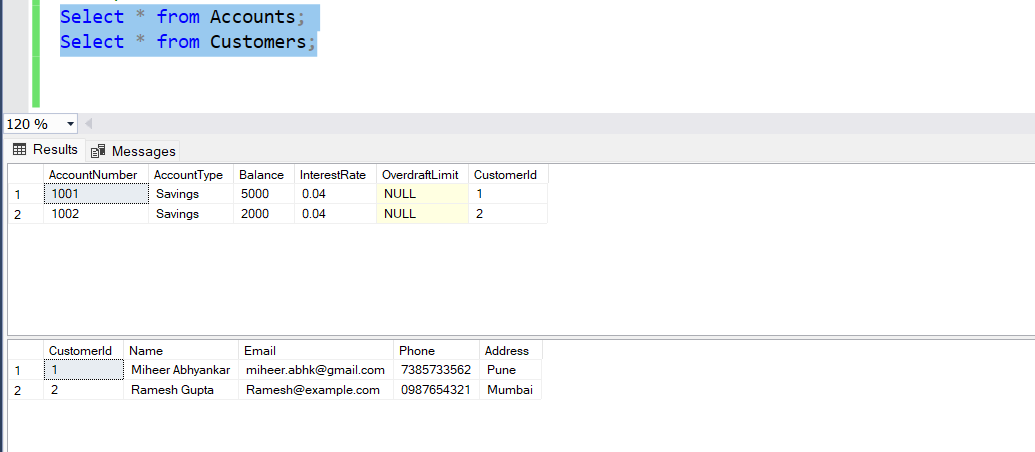 Select * from Accounts;
Select * from Customers;
120 %
Results Messages
AccountNumber AccountType Balance InterestRate OverdraftLimit CustomerId
1 1001 Savings 5000 0.04 NULL 1
2 1002 Savings 2000 0.04 NULL 2
CustomerId Name Email Phone Address
1 1 Miheer Abhyankar miheer.abhk@gmail.com 7385733562 Pune
2 2 Ramesh Gupta Ramesh@example.com 0987654321 Mumbai